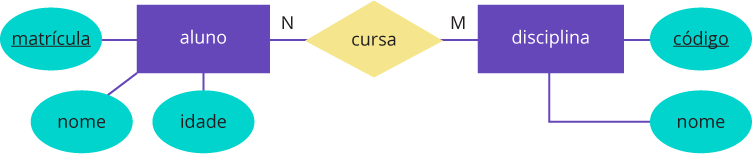 matrícula
aluno
N
cursa
M
disciplina
código
nome
idade
nome